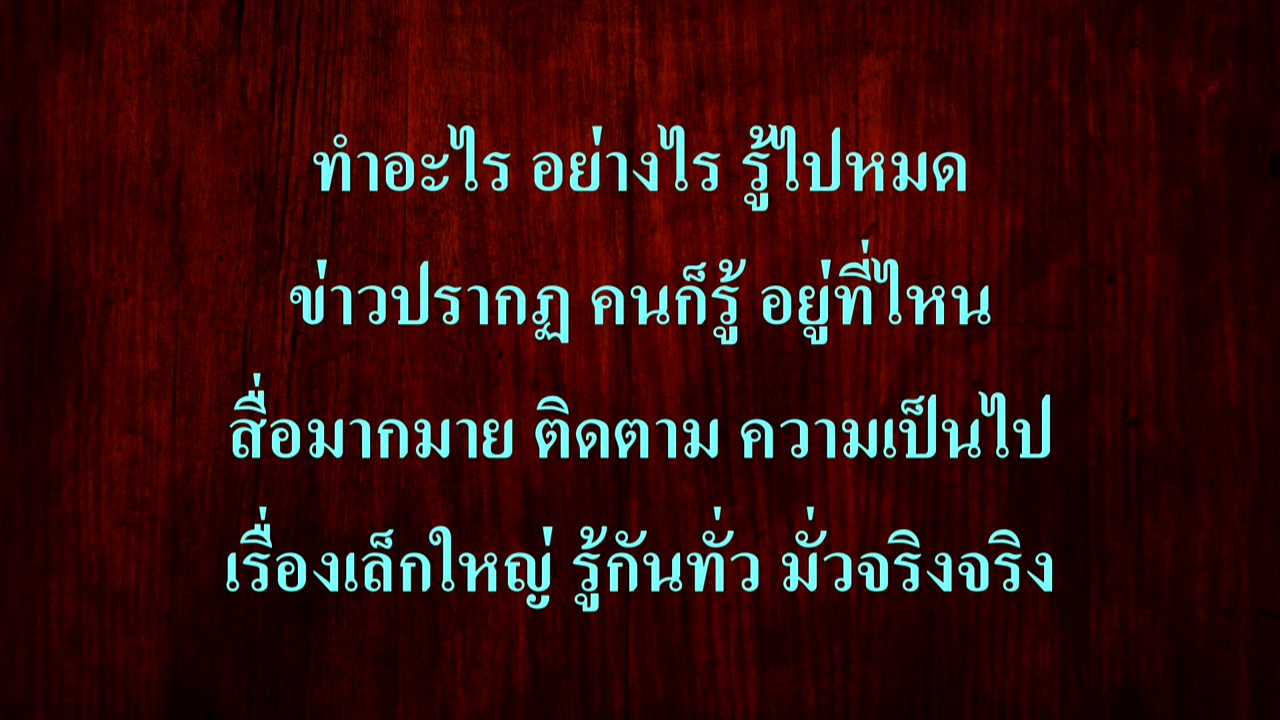 ทำอะไร อย่างไร รู้ไปหมด
ข่าวปรากฏ คนก็รู้ อยู่ที่ไหน
สื่อมากมาย ติดตาม ความเป็นไป
เรื่องเล็กใหญ่ รู้กันทั่ว มั่วจริงจริง